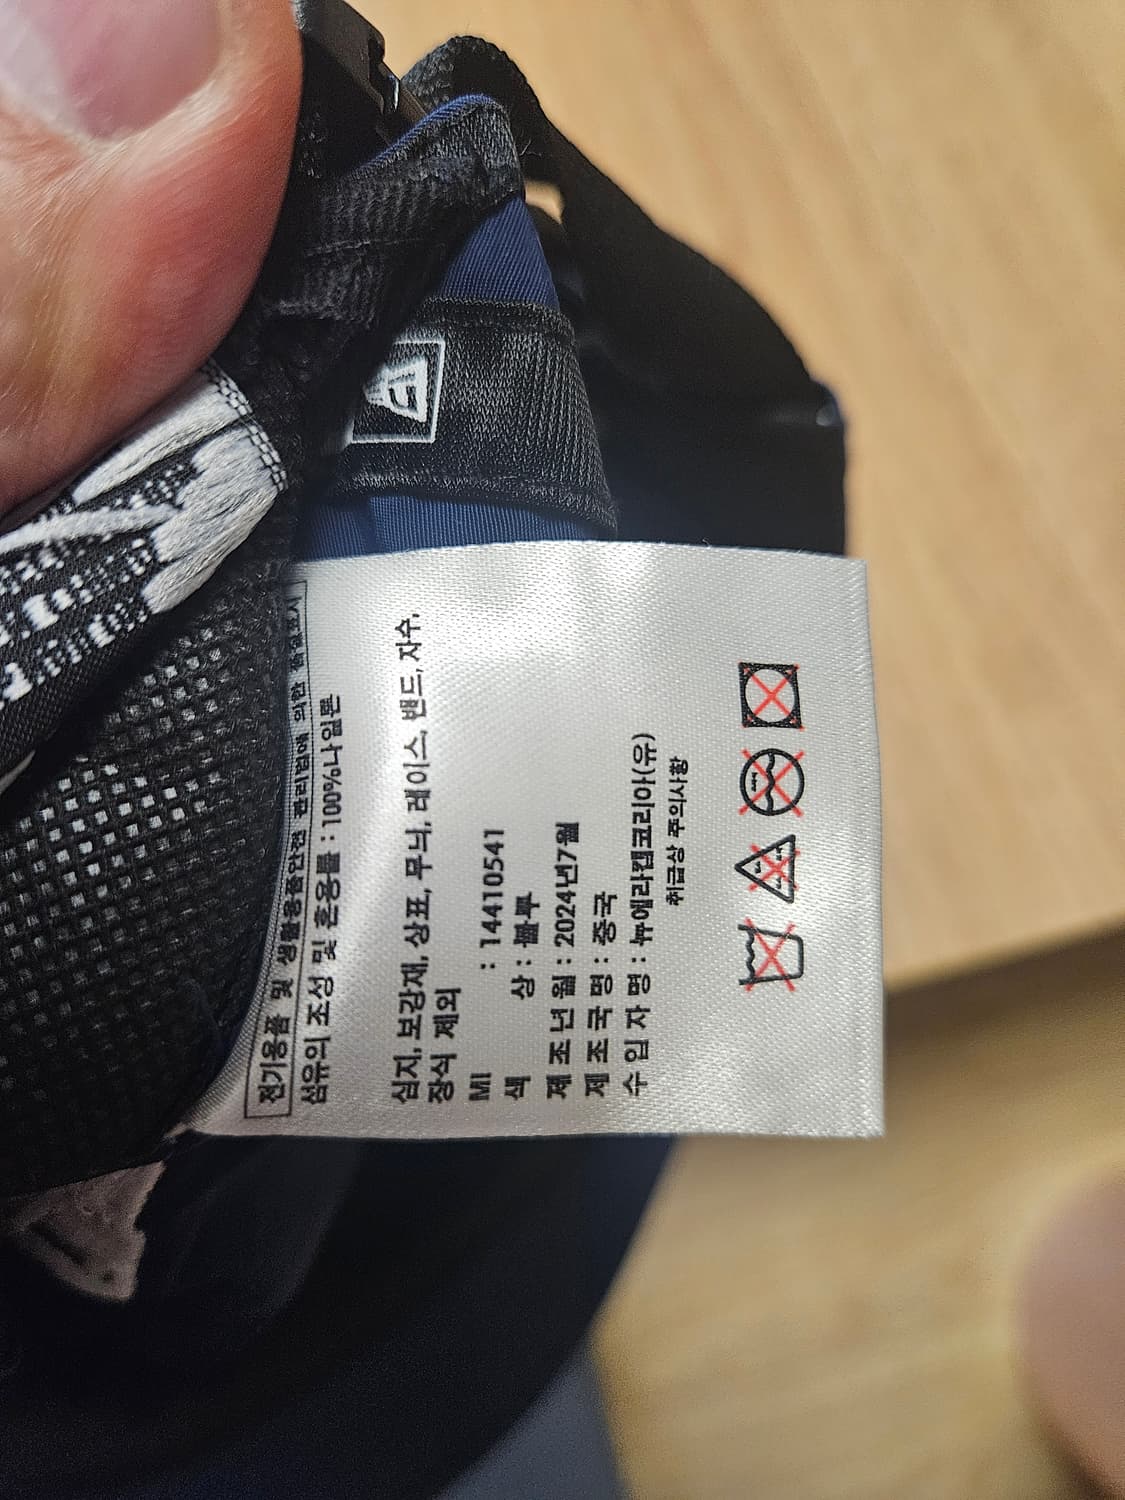 전기용품 및 생활용품안전 관리법에 의한 품질표시
섬유의 조성 및 혼용률 : 100%나일론
심지, 보강재, 상표, 무늬, 레이스, 밴드, 자수,
장식 제외
MI : 14410541
색 상 : 블루
제 조 년 월 : 2024년7월
제 조 국 명 : 중국
수 입 자 명 : 뉴에라캡코리아(유)
취급상 주의사항